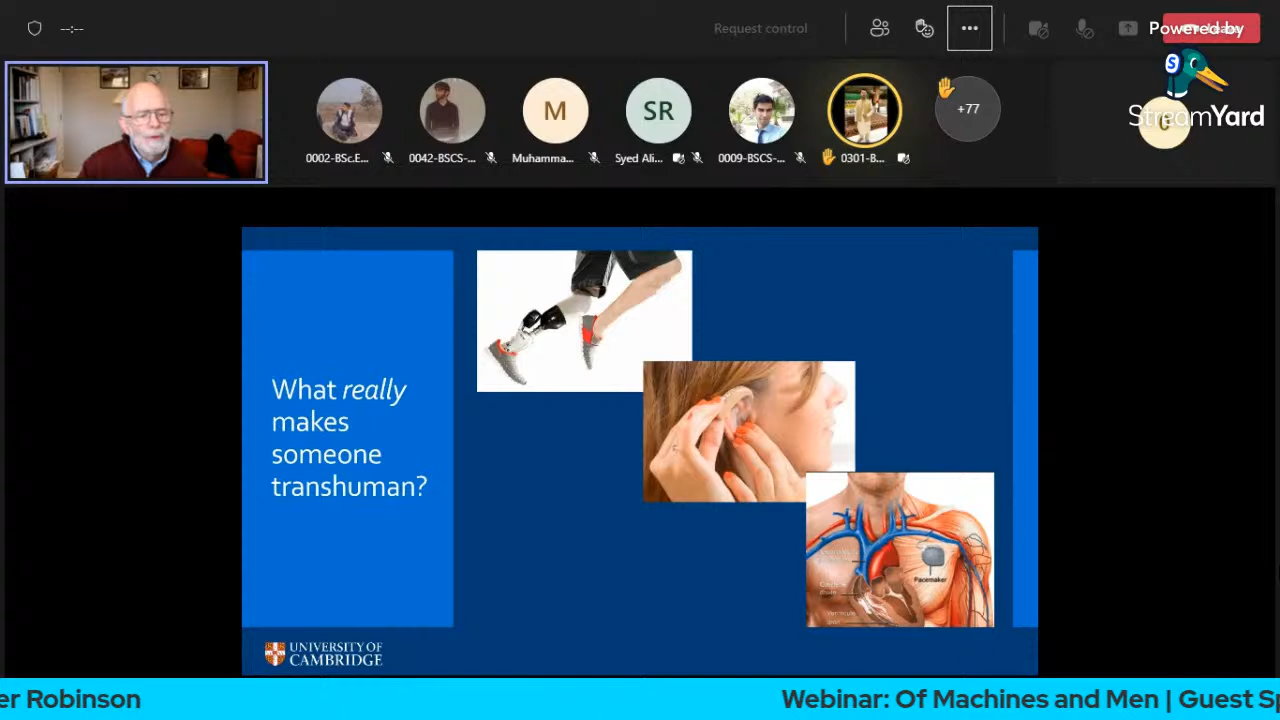 --:--
Request control
Powered by
StreamYard
M
SR
+77
0002-BSc.E...
0042-BSCS-...
Muhamma...
Syed Ali...
0009-BSCS-...
0301-B...
What really
makes
someone
transhuman?
Pacemaker
UNIVERSITY OF
CAMBRIDGE
er Robinson
Webinar: Of Machines and Men | Guest Sp